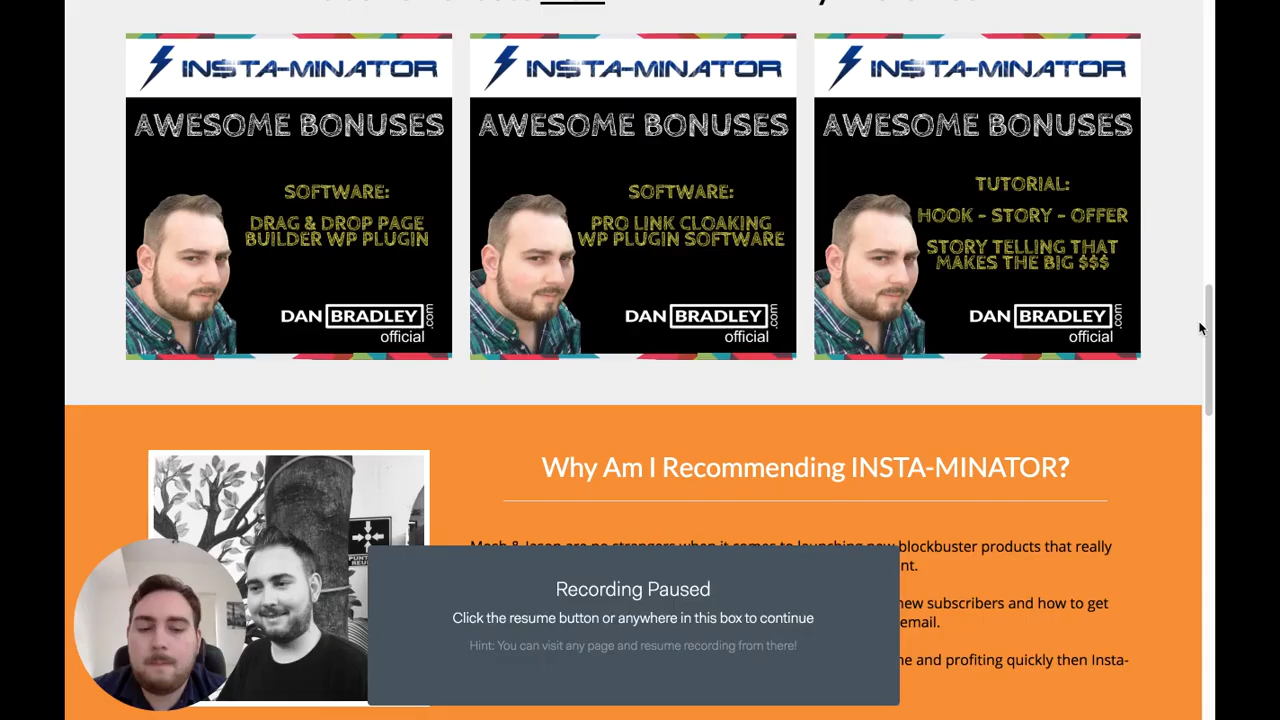 INSTA-MINATOR
AWESOME BONUSES
SOFTWARE:
DRAG & DROP PAGE
BUILDER WP PLUGIN
DAN BRADLEY .com
official
INSTA-MINATOR
AWESOME BONUSES
SOFTWARE:
PRO LINK CLOAKING
WP PLUGIN SOFTWARE
DAN BRADLEY .com
official
IN$TA-MINATOR
AWESOME BONUSES
TUTORIAL:
HOOK - STORY - OFFER
STORY TELLING THAT
MAKES THE BIG $$$
DAN BRADLEY .com
official
Why Am I Recommending INSTA-MINATOR?
blockbuster products that really
new subscribers and how to get
email.
and profiting quickly then Insta-
Recording Paused
Click the resume button or anywhere in this box to continue
Hint: You can visit any page and resume recording from there!